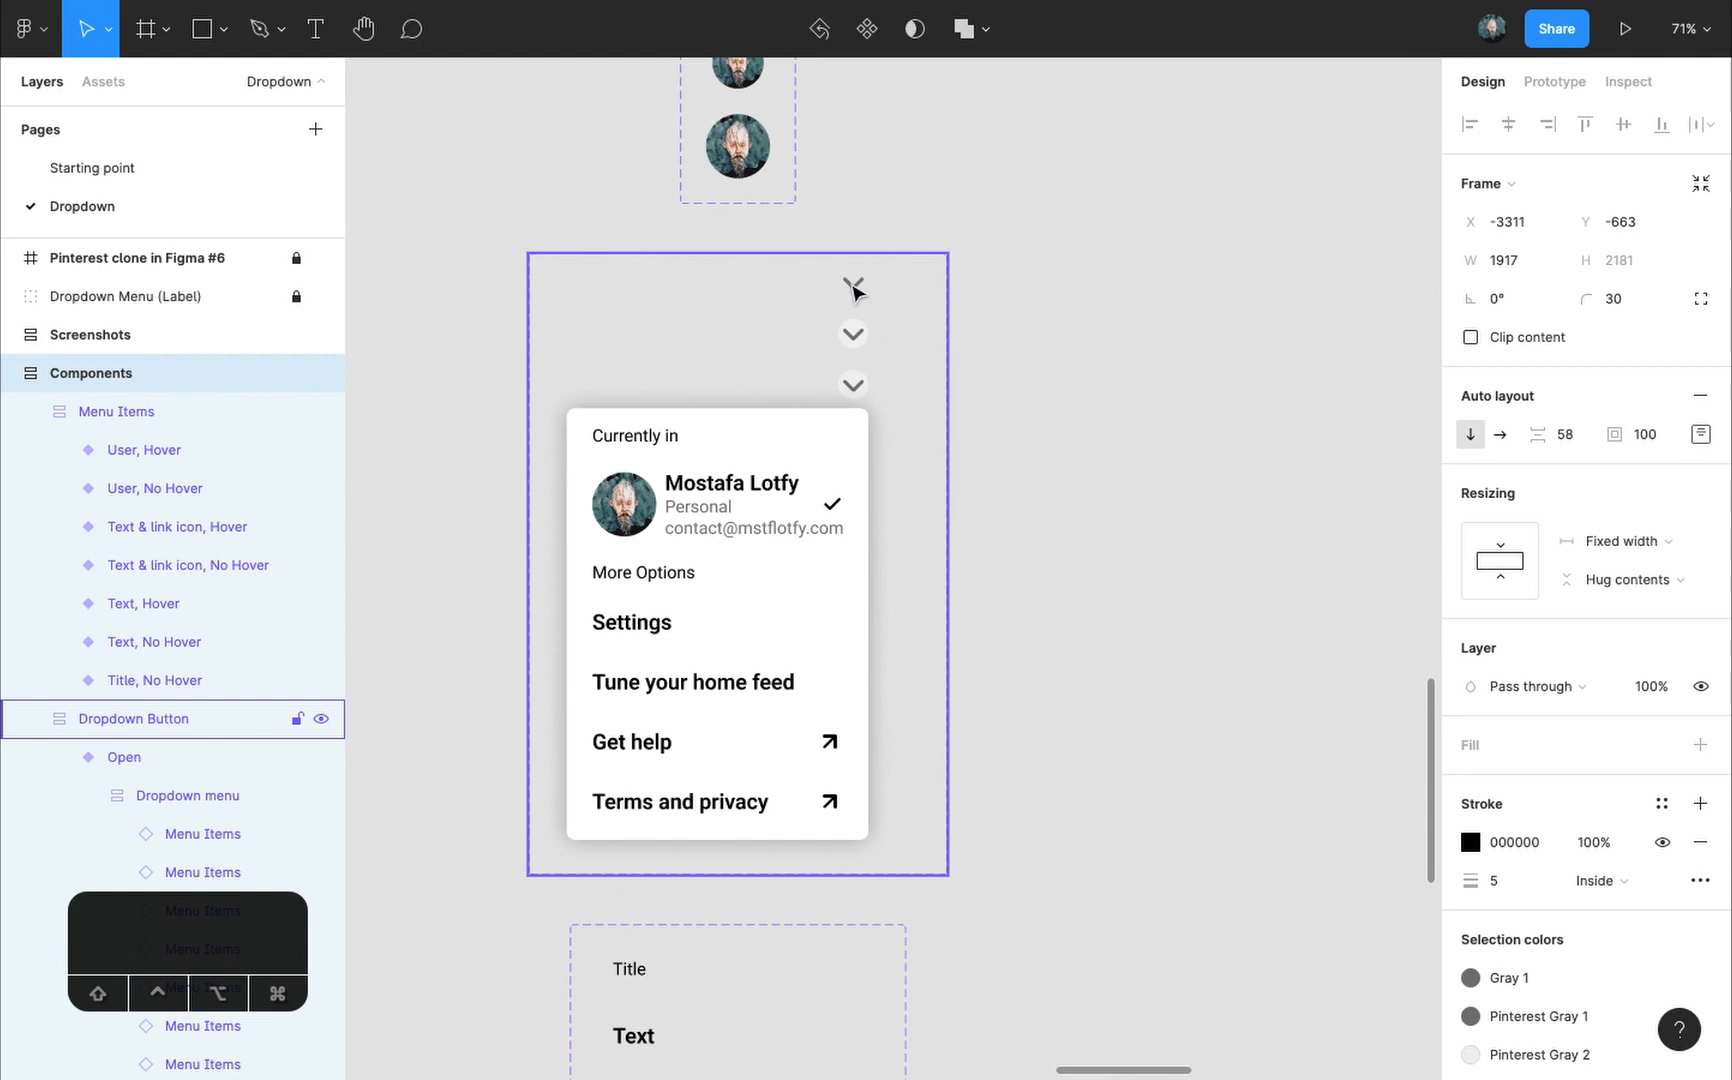 Share
71%
Layers
Assets
Dropdown
Pages
Starting point
Dropdown
Pinterest clone in Figma #6
Dropdown Menu (Label)
Screenshots
Components
Menu Items
User, Hover
User, No Hover
Text & link icon, Hover
Text & link icon, No Hover
Text, Hover
Text, No Hover
Title, No Hover
Dropdown Button
Open
Dropdown menu
Menu Items
Menu Items
Menu Items
Menu Items
Menu Items
Menu Items
Currently in
Mostafa Lotfy
Personal
contact@mstflotfy.com
More Options
Settings
Tune your home feed
Get help
Terms and privacy
Title
Text
Design
Prototype
Inspect
Frame
X -3311
Y -663
W 1917
H 2181
0°
30
Clip content
Auto layout
58
100
Resizing
Fixed width
Hug contents
Layer
Pass through
100%
Fill
Stroke
000000
100%
5
Inside
Selection colors
Gray 1
Pinterest Gray 1
Pinterest Gray 2
?